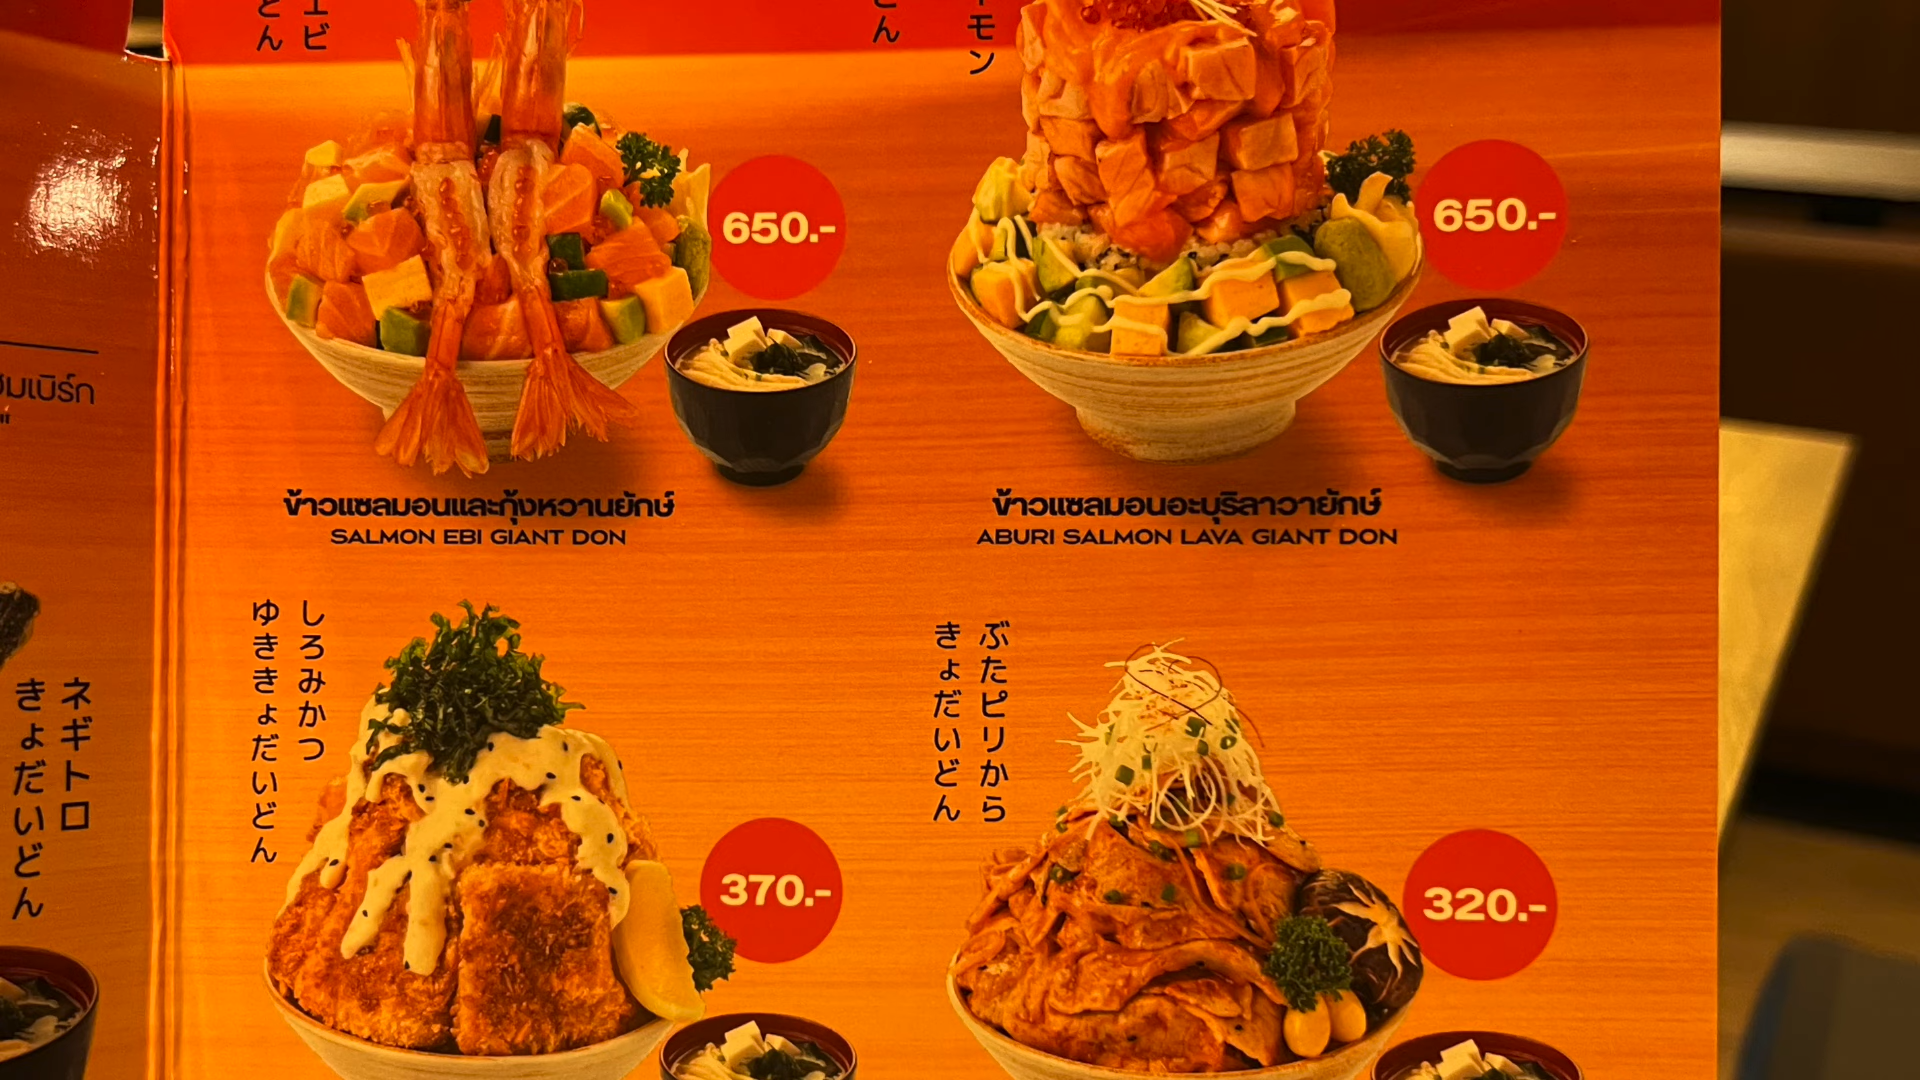 エビ
どん
サーモン
どん
650.-
650.-
ฮัมเบิร์ก
"
ข้าวแซลมอนและกุ้งหวานยักษ์
SALMON EBI GIANT DON
ข้าวแซลมอนอะบุริลาวายักษ์
ABURI SALMON LAVA GIANT DON
しろみかつ
ゆききょだいどん
370.-
ぶたピリから
きょだいどん
320.-
ネギトロ
きょだいどん